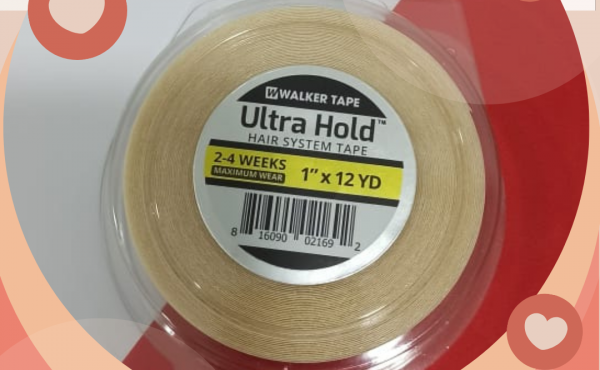 WALKER TAPE
Ultra Hold™
HAIR SYSTEM TAPE
2-4 WEEKS
MAXIMUM WEAR
1" x 12 YD
8 16090 02169 2